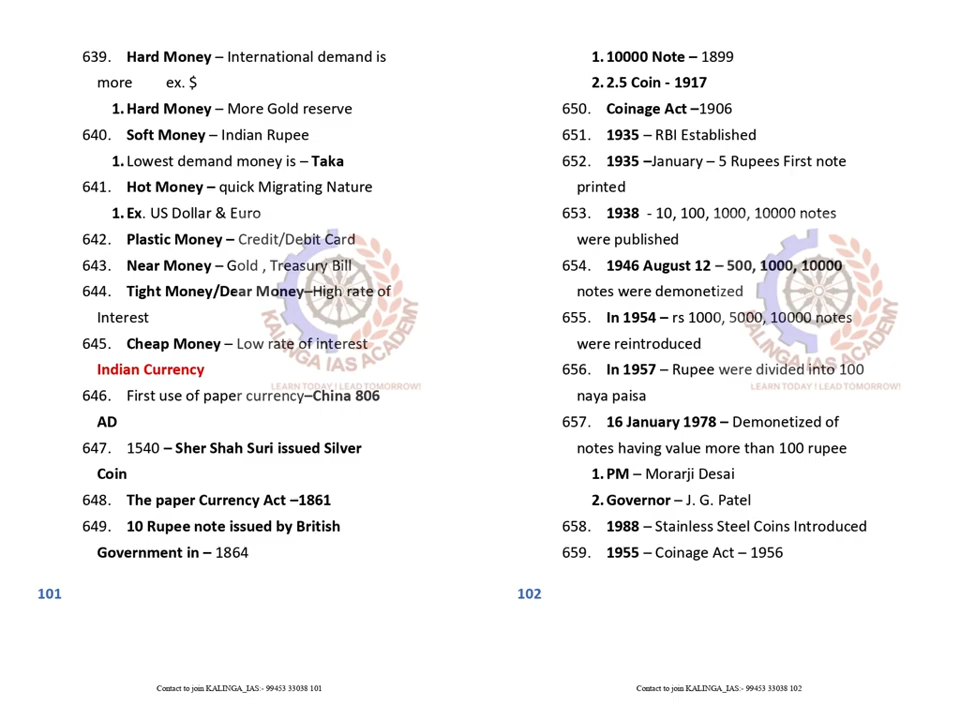 639. Hard Money – International demand is
more ex. $
1. Hard Money – More Gold reserve
640. Soft Money – Indian Rupee
1. Lowest demand money is – Taka
641. Hot Money – quick Migrating Nature
1. Ex. US Dollar & Euro
642. Plastic Money – Credit/Debit Card
643. Near Money – Gold , Treasury Bill
644. Tight Money/Dear Money–High rate of
Interest
645. Cheap Money – Low rate of interest
Indian Currency
646. First use of paper currency–China 806
AD
647. 1540 – Sher Shah Suri issued Silver
Coin
648. The paper Currency Act –1861
649. 10 Rupee note issued by British
Government in – 1864
KALINGA IAS ACADEMY
LEARN TODAY ! LEAD TOMORROW!
101
Contact to join KALINGA_IAS:- 99453 33038 101
1. 10000 Note – 1899
2. 2.5 Coin - 1917
650. Coinage Act –1906
651. 1935 – RBI Established
652. 1935 –January – 5 Rupees First note
printed
653. 1938 - 10, 100, 1000, 10000 notes
were published
654. 1946 August 12 – 500, 1000, 10000
notes were demonetized
655. In 1954 – rs 1000, 5000, 10000 notes
were reintroduced
656. In 1957 – Rupee were divided into 100
naya paisa
657. 16 January 1978 – Demonetized of
notes having value more than 100 rupee
1. PM – Morarji Desai
2. Governor – J. G. Patel
658. 1988 – Stainless Steel Coins Introduced
659. 1955 – Coinage Act – 1956
KALINGA IAS ACADEMY
LEARN TODAY ! LEAD TOMORROW!
102
Contact to join KALINGA_IAS:- 99453 33038 102